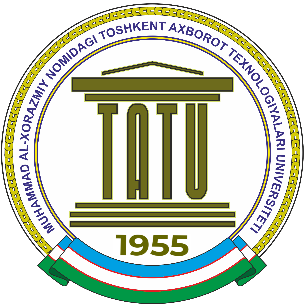 MUHAMMAD AL-XORAZMIY NOMIDAGI TOSHKENT AXBOROT TEXNOLOGIYALARI UNIVERSITETI
TATU
1955